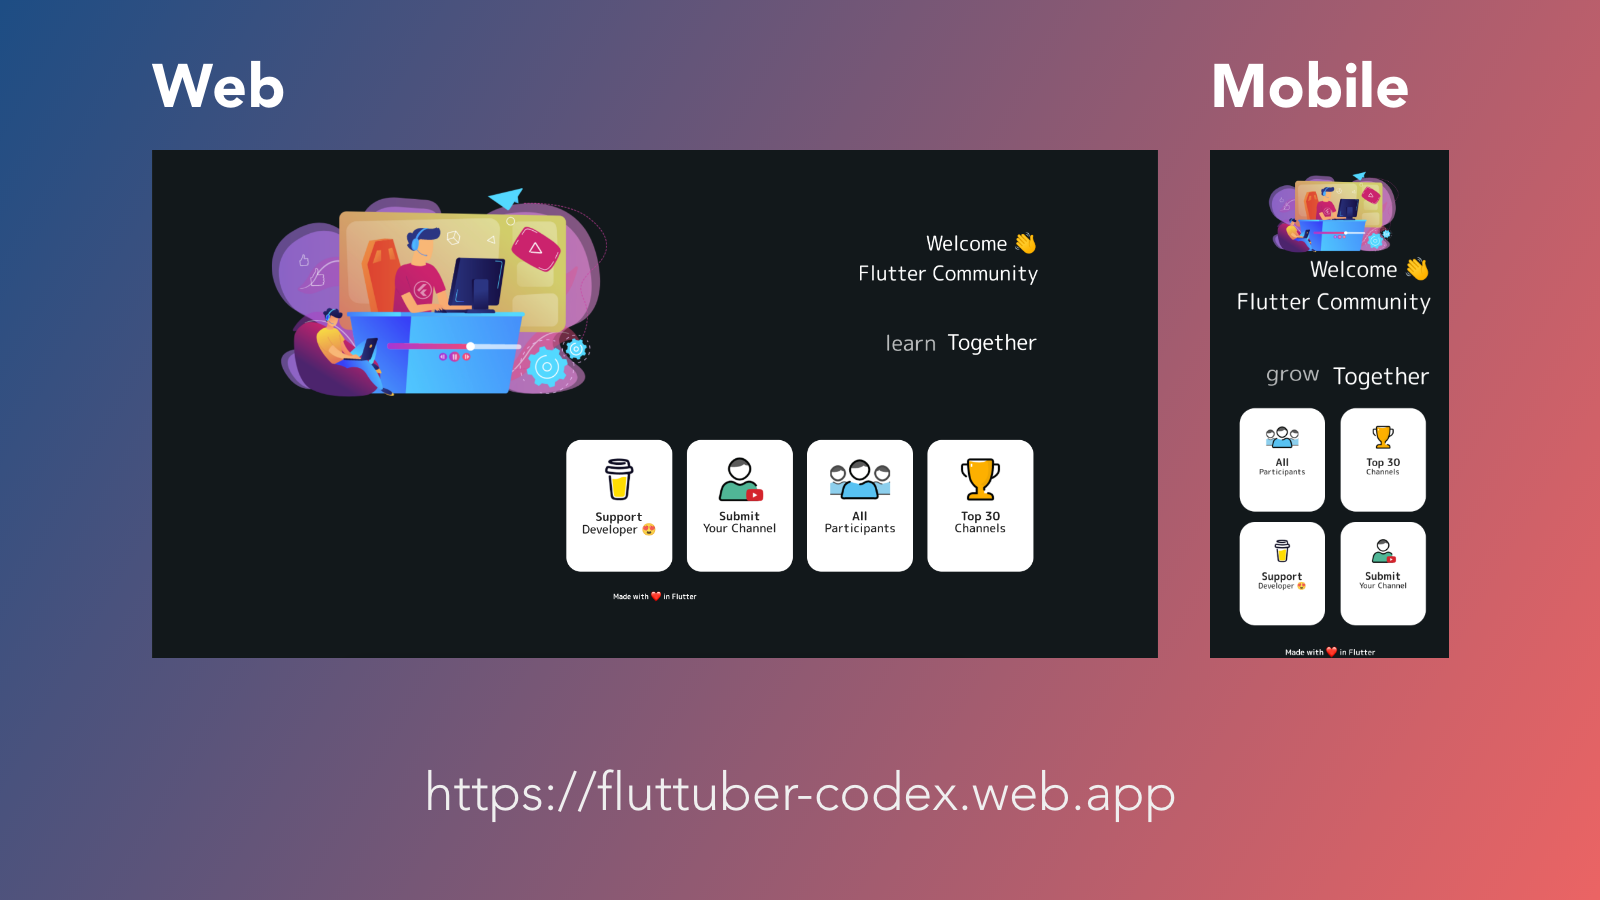 Web
Mobile
Welcome 👋
Flutter Community
learn Together
Support
Developer 😍
Submit
Your Channel
All
Participants
Top 30
Channels
Made with ❤️ in Flutter
Welcome 👋
Flutter Community
grow Together
All
Participants
Top 30
Channels
Support
Developer 😍
Submit
Your Channel
Made with ❤️ in Flutter
https://fluttuber-codex.web.app